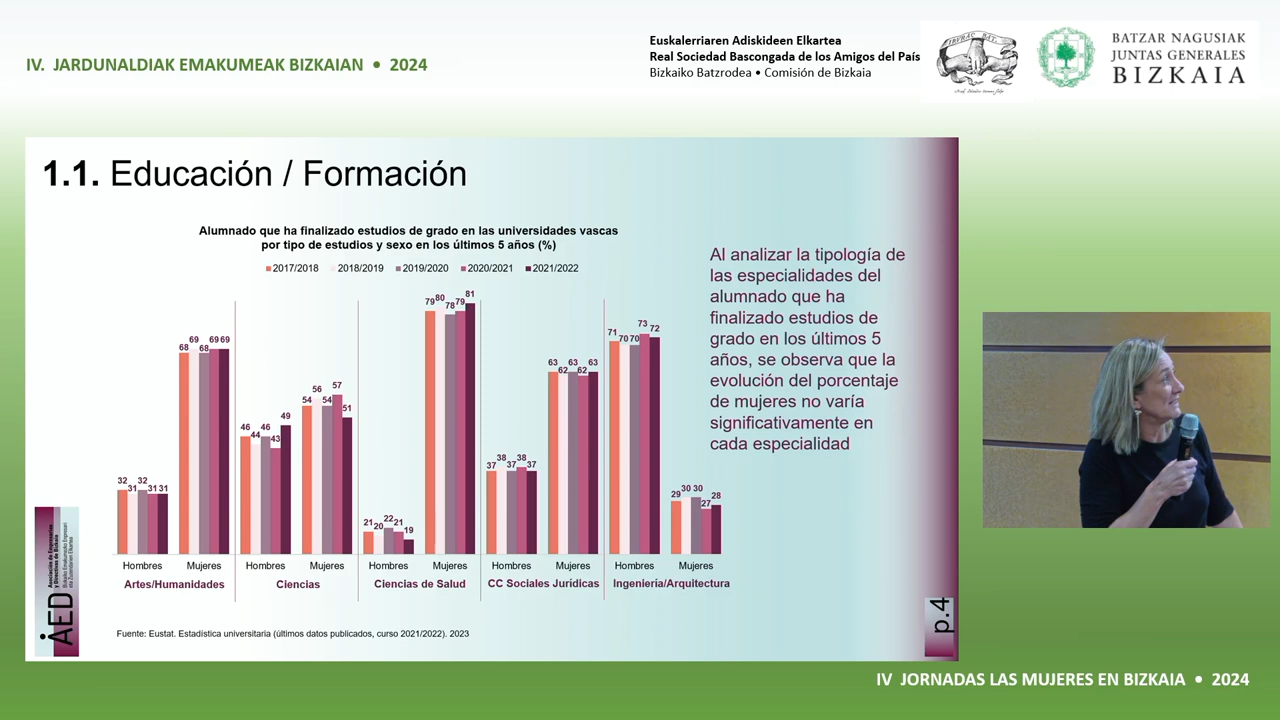 IV. JARDUNALDIAK EMAKUMEAK BIZKAIAN • 2024
Euskalerriaren Adiskideen Elkartea
Real Sociedad Bascongada de los Amigos del País
Bizkaiko Batzrodea • Comisión de Bizkaia
BATZAR NAGUSIAK
JUNTAS GENERALES
BIZKAIA
1.1. Educación / Formación
Alumnado que ha finalizado estudios de grado en las universidades vascas
por tipo de estudios y sexo en los últimos 5 años (%)
2017/2018 2018/2019 2019/2020 2020/2021 2021/2022
32 31 32 31 31
68 69 68 69 69
46 44 46 43 49
54 56 54 57 51
21 20 22 21 19
79 80 78 79 81
37 38 37 38 37
63 62 63 62 63
71 70 70 73 72
29 30 30 27 28
Hombres Mujeres Hombres Mujeres Hombres Mujeres Hombres Mujeres Hombres Mujeres
Artes/Humanidades Ciencias Ciencias de Salud CC Sociales Jurídicas Ingeniería/Arquitectura
Al analizar la tipología de
las especialidades del
alumnado que ha
finalizado estudios de
grado en los últimos 5
años, se observa que la
evolución del porcentaje
de mujeres no varía
significativamente en
cada especialidad
Fuente: Eustat. Estadística universitaria (últimos datos publicados, curso 2021/2022). 2023
AED
Asociación de Empresarias
y Directivas de Bizkaia
p.4
IV JORNADAS LAS MUJERES EN BIZKAIA • 2024